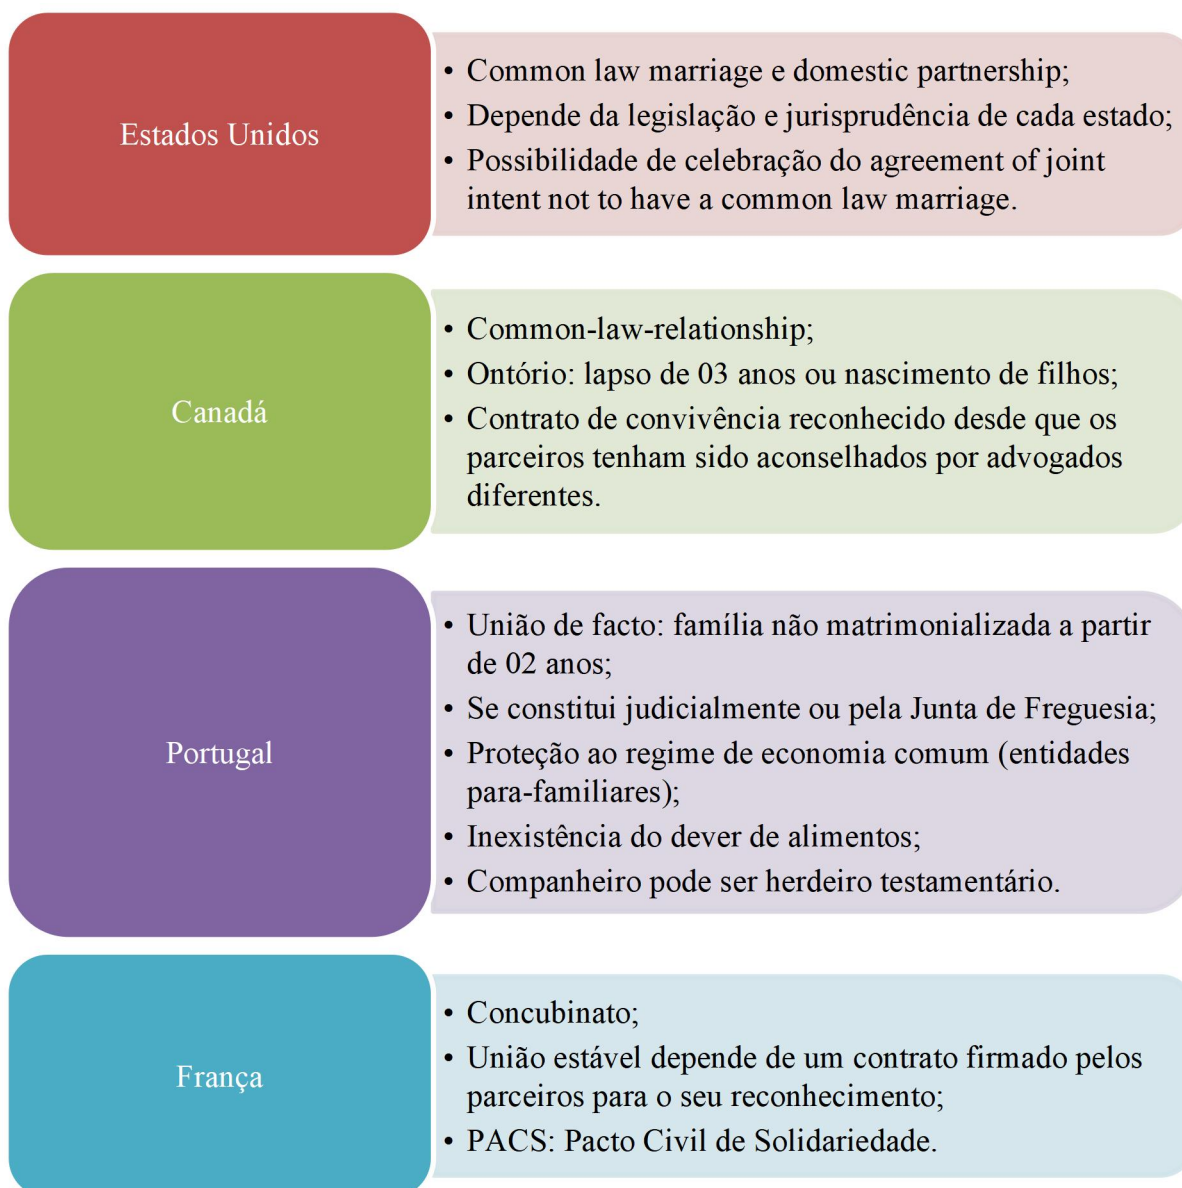 Estados Unidos
• Common law marriage e domestic partnership;
• Depende da legislação e jurisprudência de cada estado;
• Possibilidade de celebração do agreement of joint
intent not to have a common law marriage.
Canadá
• Common-law-relationship;
• Ontório: lapso de 03 anos ou nascimento de filhos;
• Contrato de convivência reconhecido desde que os
parceiros tenham sido aconselhados por advogados
diferentes.
Portugal
• União de facto: família não matrimonializada a partir
de 02 anos;
• Se constitui judicialmente ou pela Junta de Freguesia;
• Proteção ao regime de economia comum (entidades
para-familiares);
• Inexistência do dever de alimentos;
• Companheiro pode ser herdeiro testamentário.
França
• Concubinato;
• União estável depende de um contrato firmado pelos
parceiros para o seu reconhecimento;
• PACS: Pacto Civil de Solidariedade.